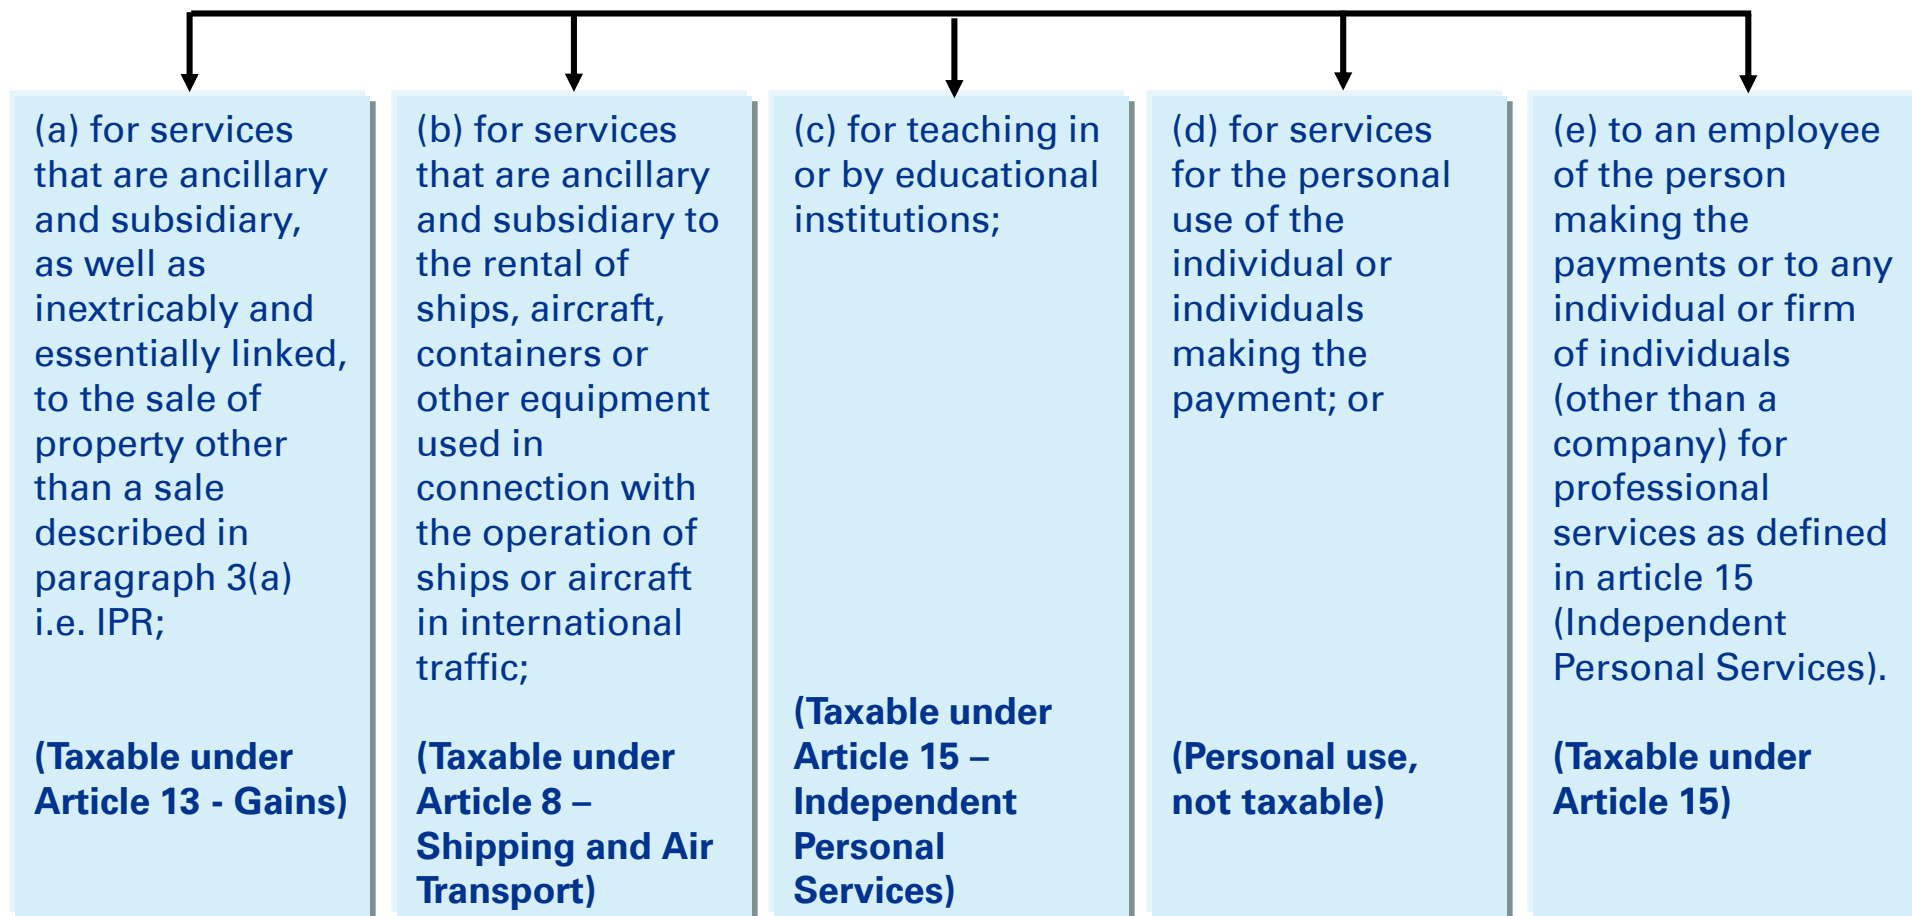 (a) for services
that are ancillary
and subsidiary,
as well as
inextricably and
essentially linked,
to the sale of
property other
than a sale
described in
paragraph 3(a)
i.e. IPR;
(Taxable under
Article 13 - Gains)
(b) for services
that are ancillary
and subsidiary to
the rental of
ships, aircraft,
containers or
other equipment
used in
connection with
the operation of
ships or aircraft
in international
traffic;
(Taxable under
Article 8 –
Shipping and Air
Transport)
(c) for teaching in
or by educational
institutions;
(Taxable under
Article 15 –
Independent
Personal
Services)
(d) for services
for the personal
use of the
individual or
individuals
making the
payment; or
(Personal use,
not taxable)
(e) to an employee
of the person
making the
payments or to any
individual or firm
of individuals
(other than a
company) for
professional
services as defined
in article 15
(Independent
Personal Services).
(Taxable under
Article 15)